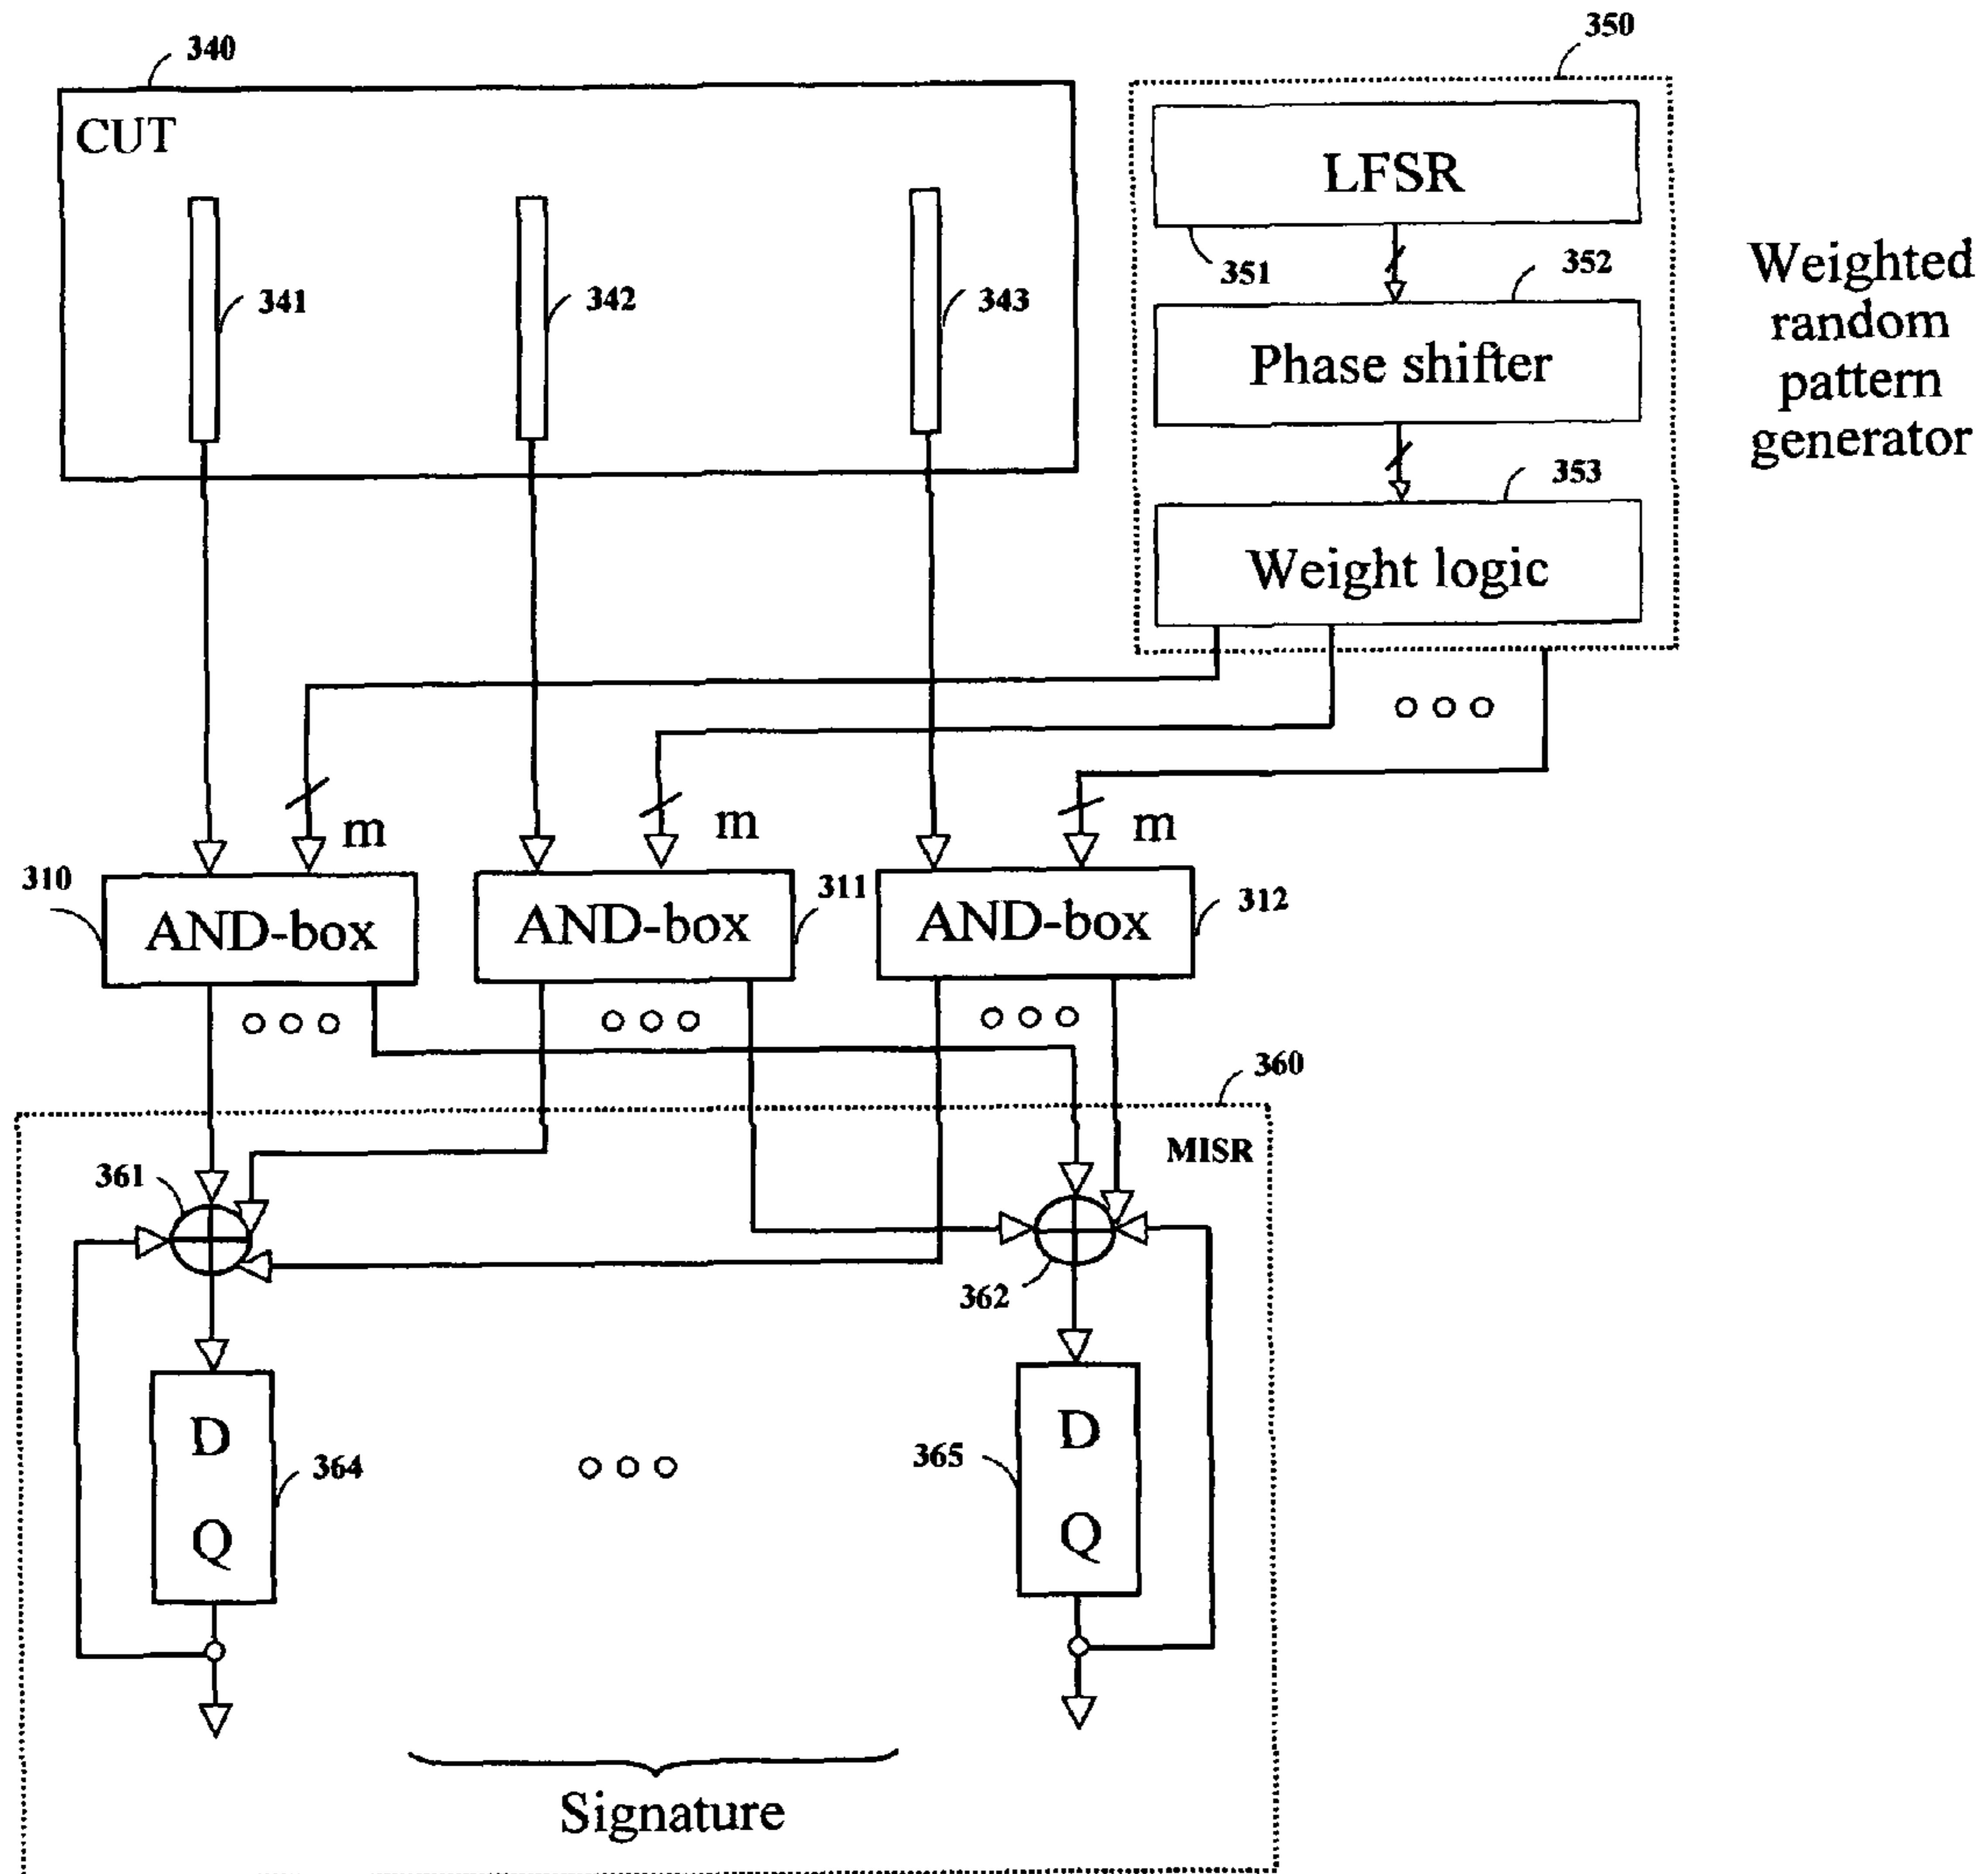 340
350
CUT
LFSR
351
352
341
342
343
Weighted
random
pattern
generator
Phase shifter
353
Weight logic
m
m
m
310
AND-box
AND-box
311
AND-box
312
360
MISR
361
362
D
Q
364
D
Q
365
Signature